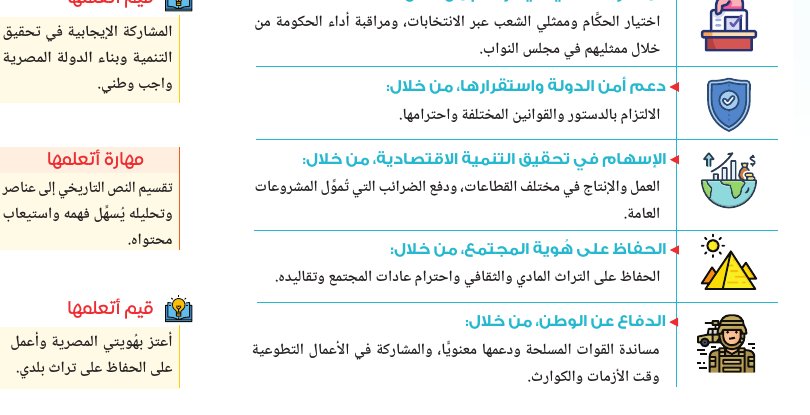 اختيار الحكَّام وممثلي الشعب عبر الانتخابات، ومراقبة أداء الحكومة من
خلال ممثليهم في مجلس النواب.
دعم أمن الدولة واستقرارها، من خلال:
الالتزام بالدستور والقوانين المختلفة واحترامها.
الإسهام في تحقيق التنمية الاقتصادية، من خلال:
العمل والإنتاج في مختلف القطاعات، ودفع الضرائب التي تُموَّل المشروعات
العامة.
الحفاظ على هُوية المجتمع، من خلال:
الحفاظ على التراث المادي والثقافي واحترام عادات المجتمع وتقاليده.
الدفاع عن الوطن، من خلال:
مساندة القوات المسلحة ودعمها معنويًّا، والمشاركة في الأعمال التطوعية
وقت الأزمات والكوارث.
قيم أتعلمها
المشاركة الإيجابية في تحقيق
التنمية وبناء الدولة المصرية
واجب وطني.
مهارة أتعلمها
تقسيم النص التاريخي إلى عناصر
وتحليله يُسهَّل فهمه واستيعاب
محتواه.
قيم أتعلمها
أعتز بهُويتي المصرية وأعمل
على الحفاظ على تراث بلدي.